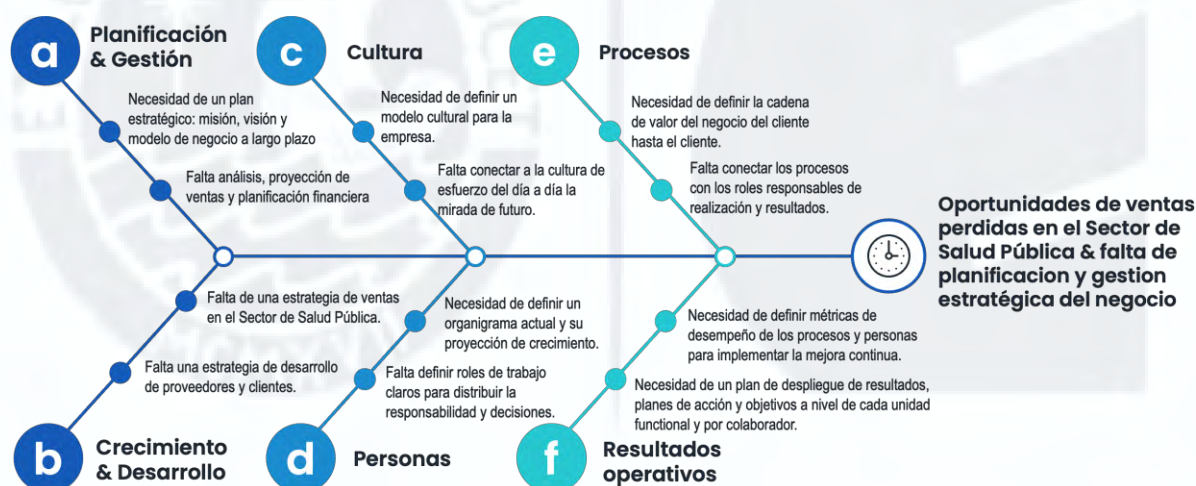 a
Planificación
& Gestión
Necesidad de un plan
estratégico: misión, visión y
modelo de negocio a largo plazo
Falta análisis, proyección de
ventas y planificación financiera
c
Cultura
Necesidad de definir un
modelo cultural para la
empresa.
Falta conectar a la cultura de
esfuerzo del día a día la
mirada de futuro.
e
Procesos
Necesidad de definir la cadena
de valor del negocio del cliente
hasta el cliente.
Falta conectar los procesos
con los roles responsables de
realización y resultados.
Oportunidades de ventas
perdidas en el Sector de
Salud Pública & falta de
planificacion y gestion
estratégica del negocio
Falta de una estrategia de ventas
en el Sector de Salud Pública.
Falta una estrategia de desarrollo
de proveedores y clientes.
b
Crecimiento
& Desarrollo
Necesidad de definir un
organigrama actual y su
proyección de crecimiento.
Falta definir roles de trabajo
claros para distribuir la
responsabilidad y decisiones.
d
Personas
Necesidad de definir métricas de
desempeño de los procesos y personas
para implementar la mejora continua.
Necesidad de un plan de despliegue de resultados,
planes de acción y objetivos a nivel de cada unidad
functional y por colaborador.
f
Resultados
operativos